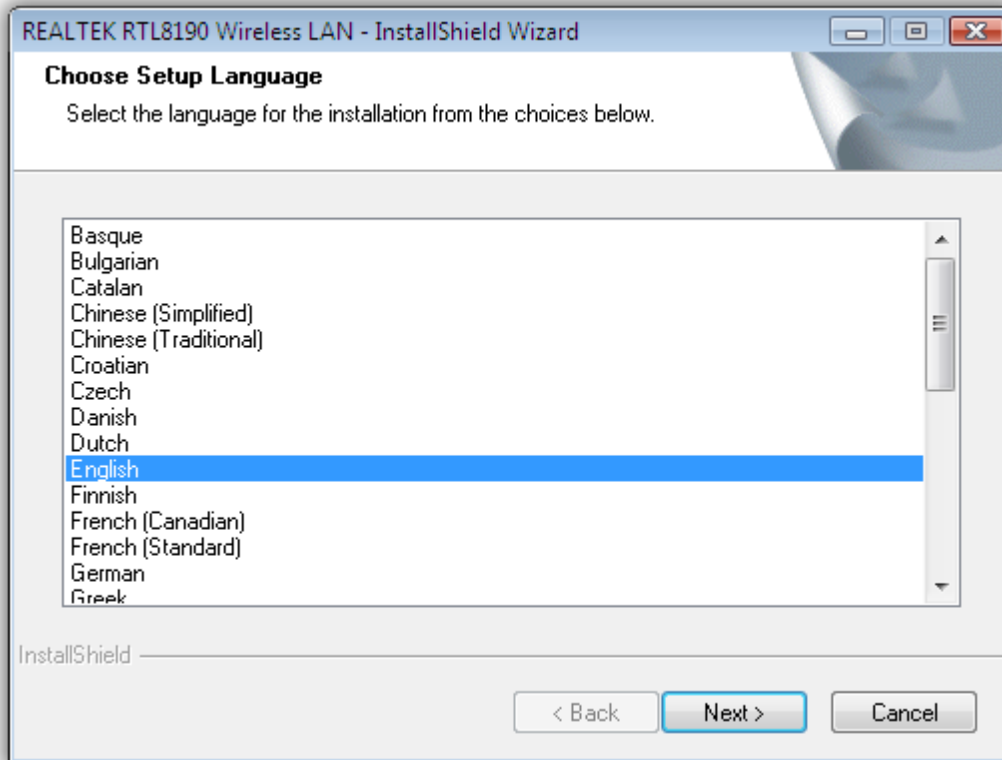 REALTEK RTL8190 Wireless LAN - InstallShield Wizard
Choose Setup Language
Select the language for the installation from the choices below.
Basque
Bulgarian
Catalan
Chinese (Simplified)
Chinese (Traditional)
Croatian
Czech
Danish
Dutch
English
Finnish
French (Canadian)
French (Standard)
German
Greek
InstallShield
< Back Next > Cancel